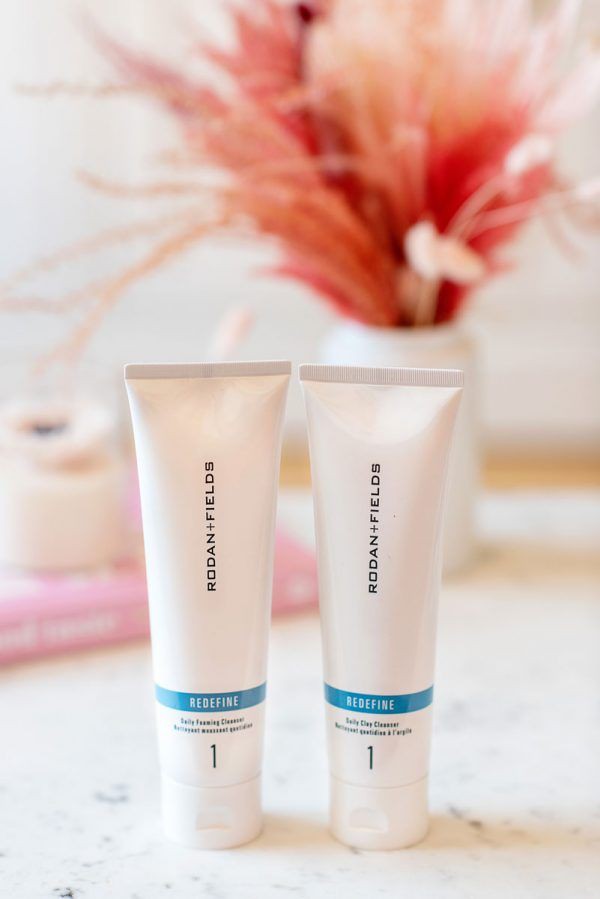 RODAN+FIELDS
REDEFINE
Daily Foaming Cleanser
Nettoyant moussant quotidien
1
RODAN+FIELDS
REDEFINE
Daily Clay Cleanser
Nettoyant quotidien à l'argile
1